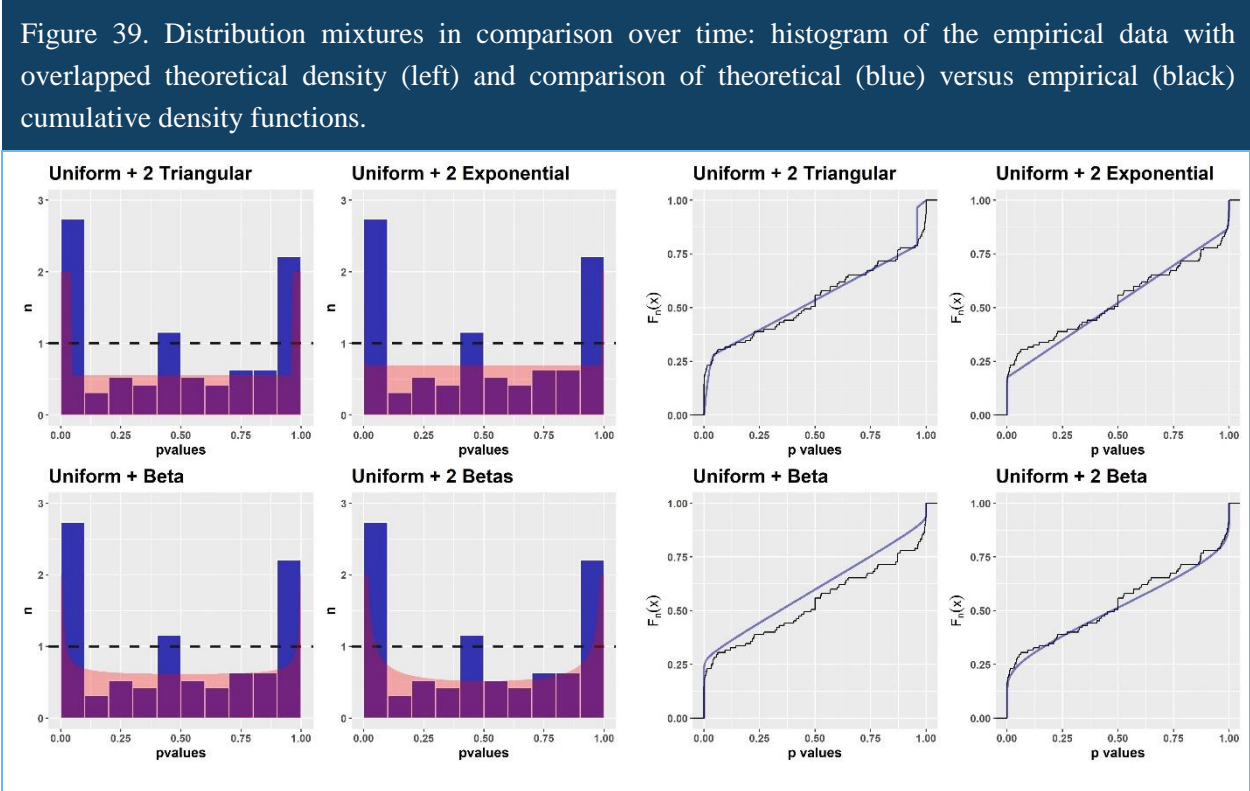 Figure 39. Distribution mixtures in comparison over time: histogram of the empirical data with
overlapped theoretical density (left) and comparison of theoretical (blue) versus empirical (black)
cumulative density functions.
Uniform + 2 Triangular
3
2
1
0
n
0.00 0.25 0.50 0.75 1.00
pvalues
Uniform + 2 Exponential
3
2
1
0
n
0.00 0.25 0.50 0.75 1.00
pvalues
Uniform + 2 Triangular
1.00
0.75
0.50
0.25
0.00
Fn(x)
0.00 0.25 0.50 0.75 1.00
p values
Uniform + 2 Exponential
1.00
0.75
0.50
0.25
0.00
Fn(x)
0.00 0.25 0.50 0.75 1.00
p values
Uniform + Beta
3
2
1
0
n
0.00 0.25 0.50 0.75 1.00
pvalues
Uniform + 2 Betas
3
2
1
0
n
0.00 0.25 0.50 0.75 1.00
pvalues
Uniform + Beta
1.00
0.75
0.50
0.25
0.00
Fn(x)
0.00 0.25 0.50 0.75 1.00
p values
Uniform + 2 Beta
1.00
0.75
0.50
0.25
0.00
Fn(x)
0.00 0.25 0.50 0.75 1.00
p values